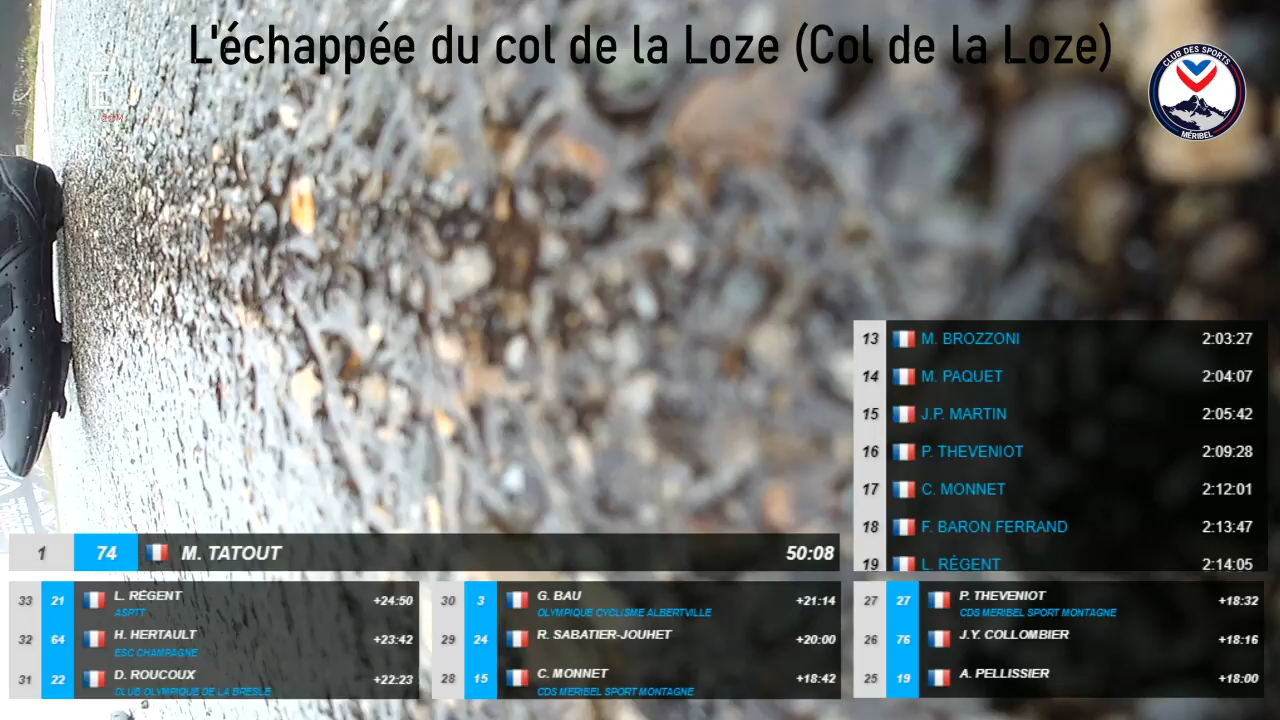 L'échappée du col de la Loze (Col de la Loze)
CLUB DES SPORTS
MÉRIBEL
13 M. BROZZONI 2:03:27
14 M. PAQUET 2:04:07
15 J.P. MARTIN 2:05:42
16 P. THEVENIOT 2:09:28
17 C. MONNET 2:12:01
18 F. BARON FERRAND 2:13:47
19 L. RÉGENT 2:14:05
1 74 M. TATOUT 50:08
33 21 L. RÉGENT +24:50
ASPTT
32 64 H. HERTAULT +23:42
ESC CHAMPAGNE
31 22 D. ROUCOUX +22:23
CLUB OLYMPIQUE DE LA BRESLE
30 3 G. BAU +21:14
OLYMPIQUE CYCLISME ALBERTVILLE
29 24 R. SABATIER-JOUHET +20:00
28 15 C. MONNET +18:42
CDS MERIBEL SPORT MONTAGNE
27 27 P. THEVENIOT +18:32
CDS MERIBEL SPORT MONTAGNE
26 76 J.Y. COLLOMBIER +18:16
25 19 A. PELLISSIER +18:00